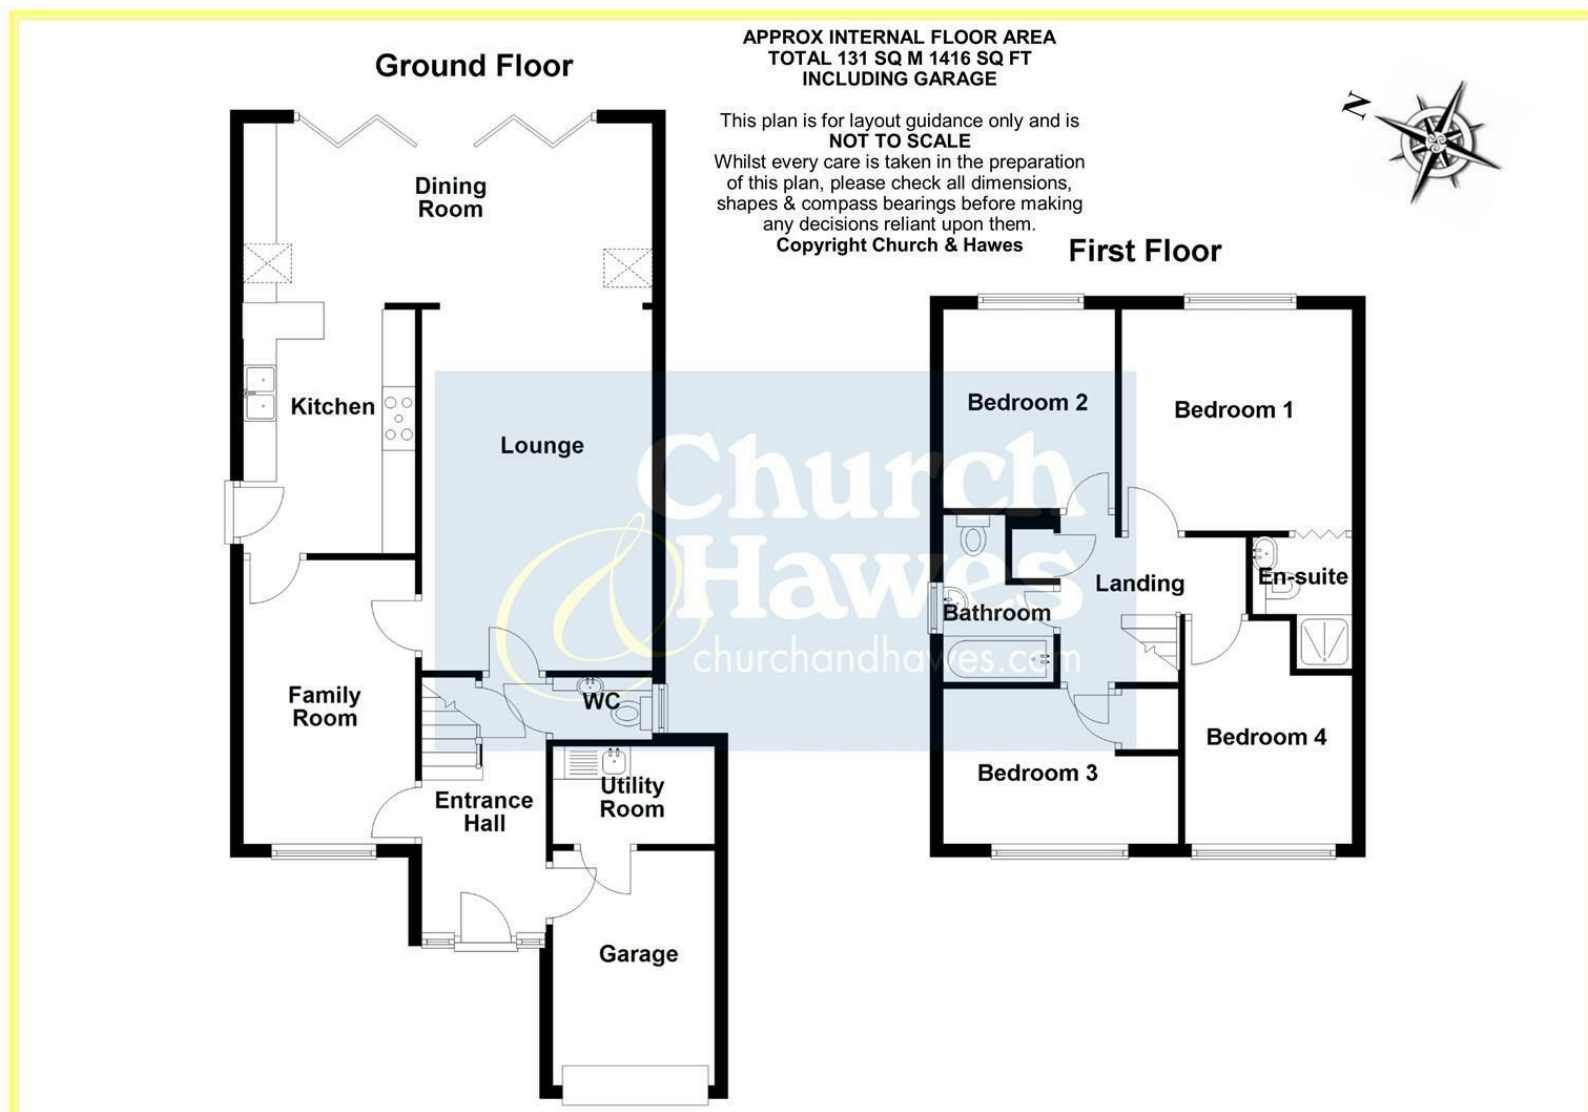 Ground Floor
APPROX INTERNAL FLOOR AREA
TOTAL 131 SQ M 1416 SQ FT
INCLUDING GARAGE
This plan is for layout guidance only and is
NOT TO SCALE
Whilst every care is taken in the preparation
of this plan, please check all dimensions,
shapes & compass bearings before making
any decisions reliant upon them.
Copyright Church & Hawes
N
First Floor
Dining
Room
Kitchen
Lounge
Family
Room
WC
Entrance
Hall
Utility
Room
Garage
Church
& Hawes
churchandhawes.com
Bedroom 2
Bedroom 1
Landing
En-suite
Bathroom
Bedroom 3
Bedroom 4